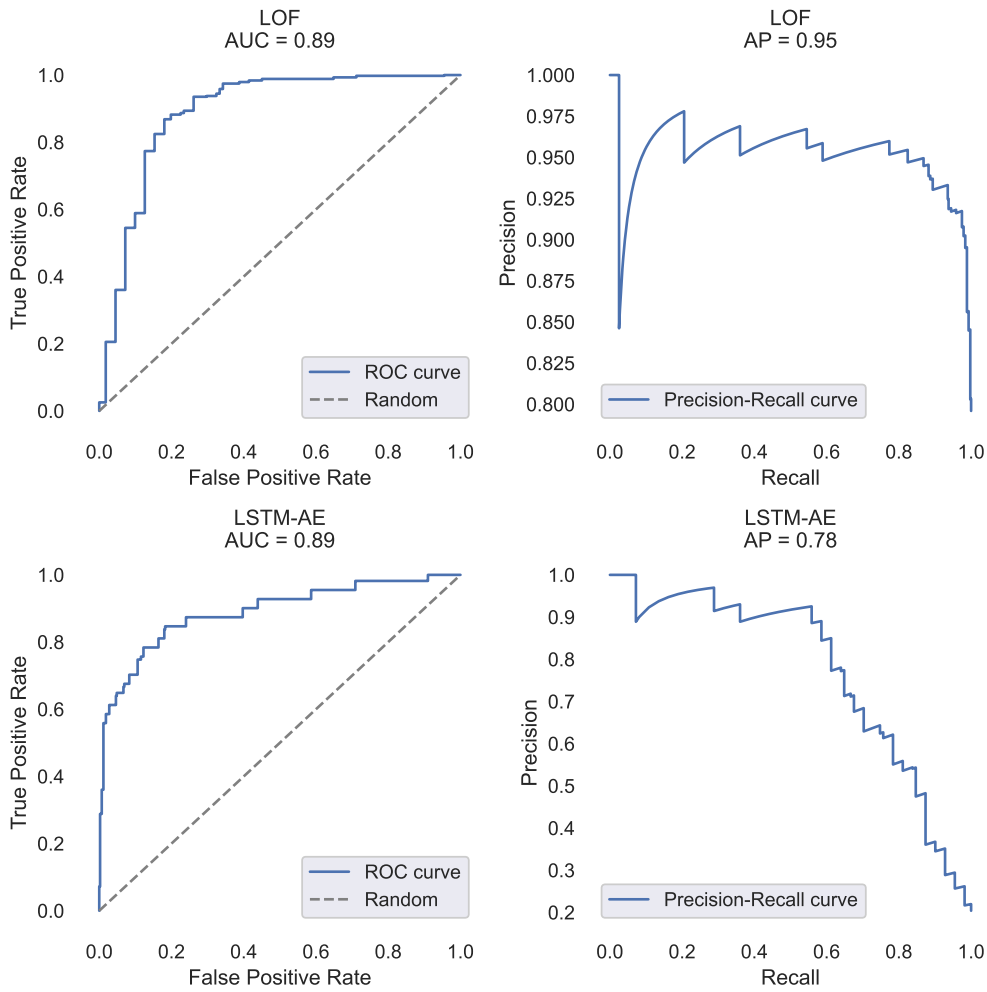 LOF
AUC = 0.89
1.0
0.8
0.6
0.4
0.2
0.0
True Positive Rate
0.0 0.2 0.4 0.6 0.8 1.0
False Positive Rate
ROC curve
Random
LOF
AP = 0.95
1.000
0.975
0.950
0.925
0.900
0.875
0.850
0.825
0.800
Precision
0.0 0.2 0.4 0.6 0.8 1.0
Recall
Precision-Recall curve
LSTM-AE
AUC = 0.89
1.0
0.8
0.6
0.4
0.2
0.0
True Positive Rate
0.0 0.2 0.4 0.6 0.8 1.0
False Positive Rate
ROC curve
Random
LSTM-AE
AP = 0.78
1.0
0.9
0.8
0.7
0.6
0.5
0.4
0.3
0.2
Precision
0.0 0.2 0.4 0.6 0.8 1.0
Recall
Precision-Recall curve